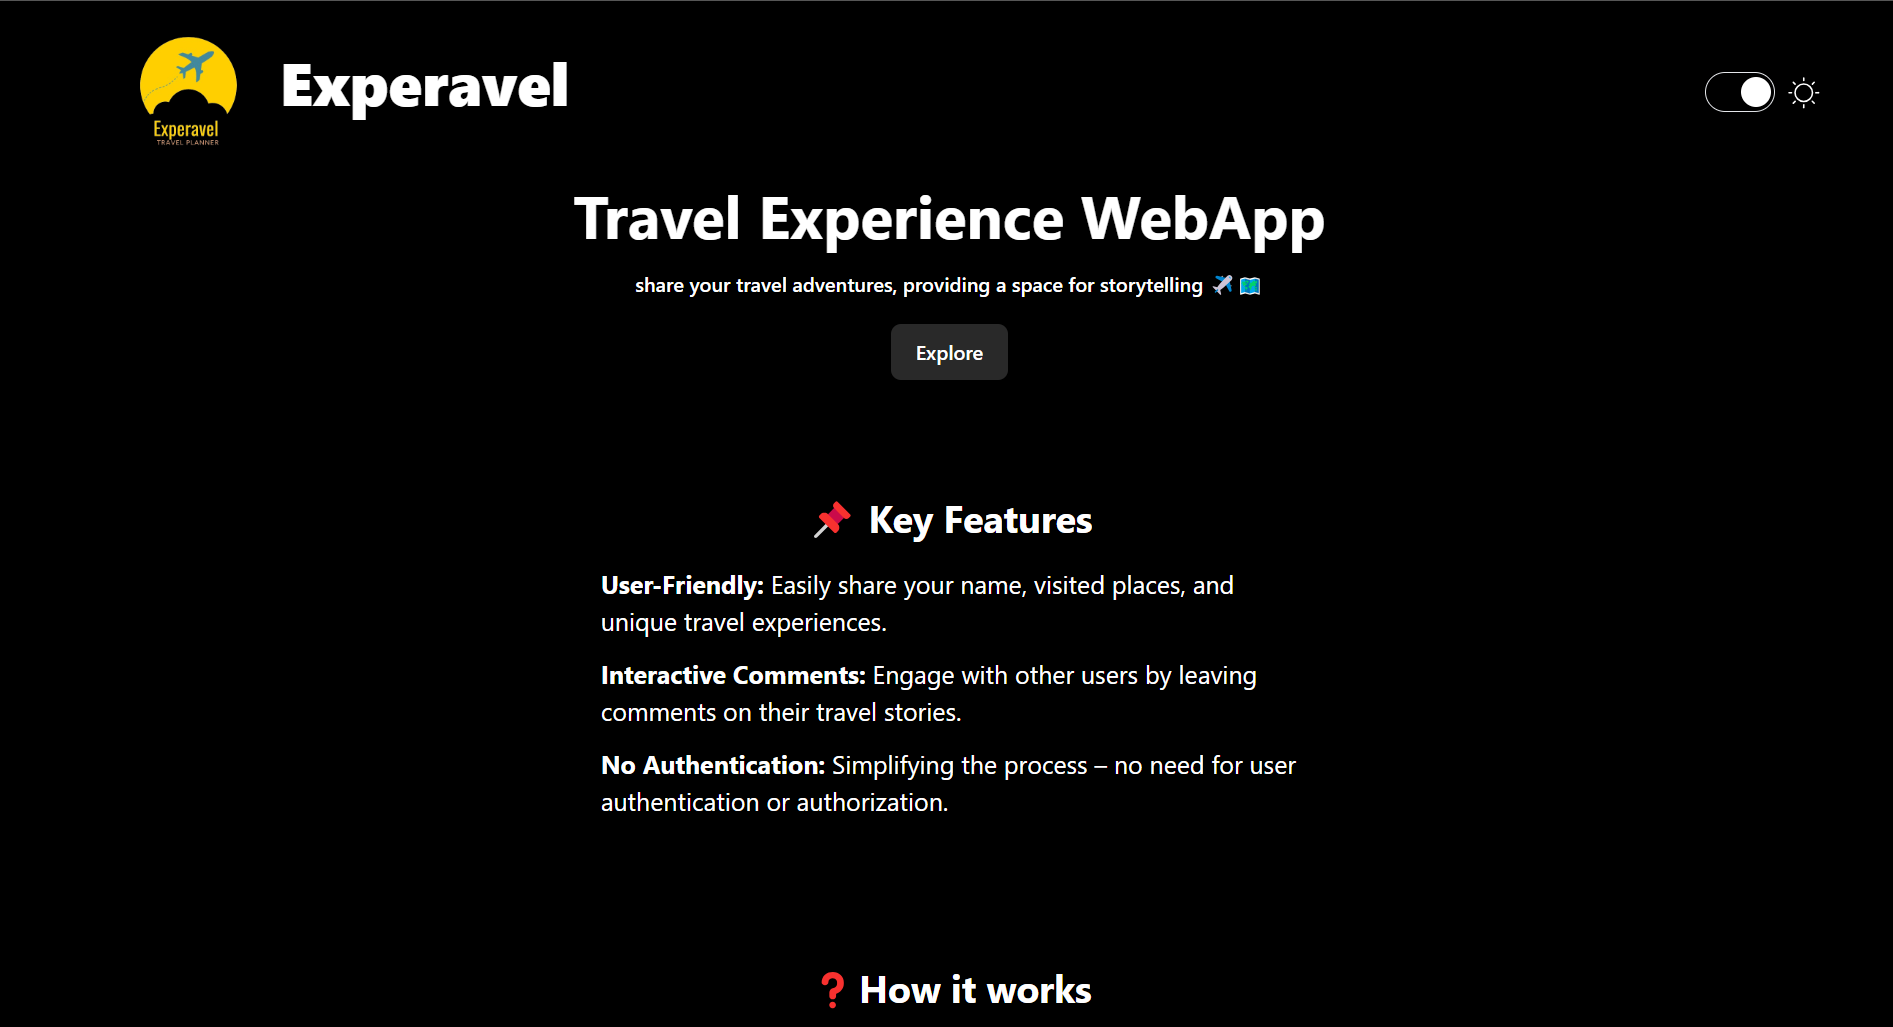 Experavel
TRAVEL PLANNER
Experavel
Travel Experience WebApp
share your travel adventures, providing a space for storytelling ✈️ 🗺️
Explore
📌 Key Features
User-Friendly: Easily share your name, visited places, and
unique travel experiences.
Interactive Comments: Engage with other users by leaving
comments on their travel stories.
No Authentication: Simplifying the process – no need for user
authentication or authorization.
❓ How it works